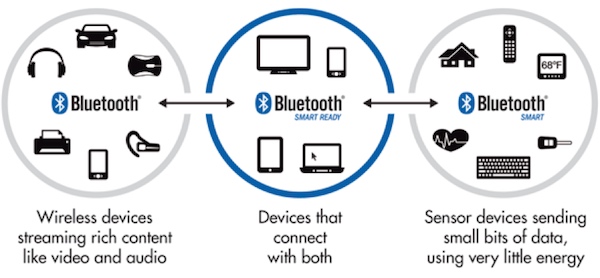 68°F
Bluetooth®
Bluetooth®
SMART READY
Bluetooth®
SMART
Wireless devices
streaming rich content
like video and audio
Devices that
connect
with both
Sensor devices sending
small bits of data,
using very little energy